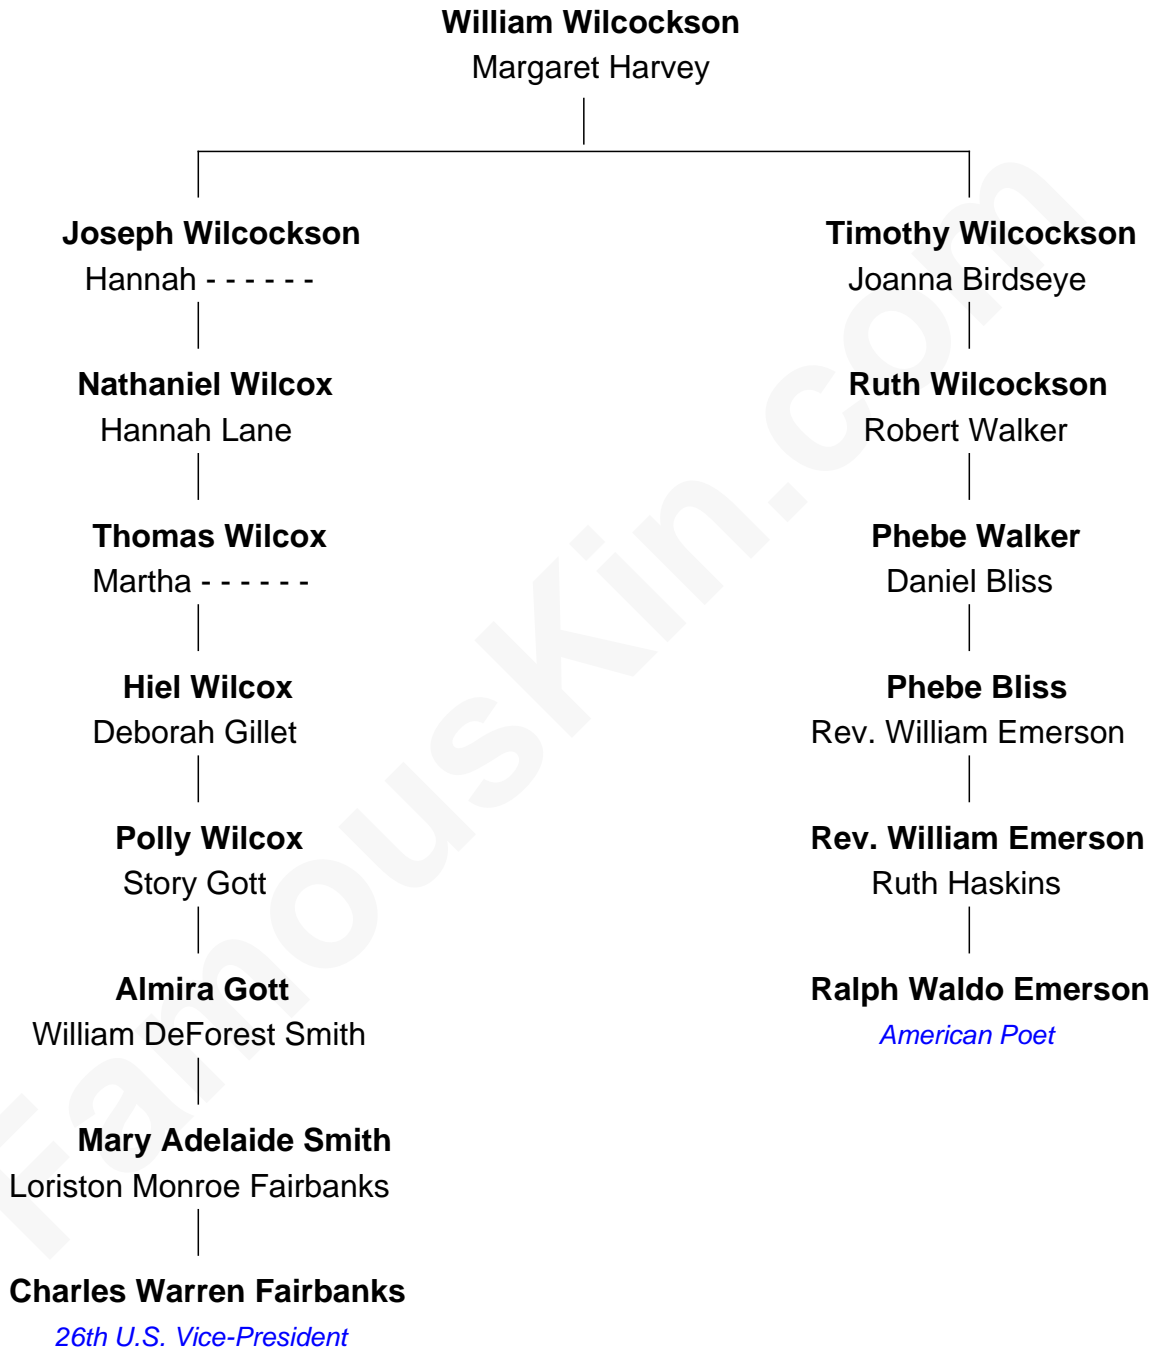 William Wilcockson
Margaret Harvey
Joseph Wilcockson
Hannah - - - - - -
Timothy Wilcockson
Joanna Birdseye
Nathaniel Wilcox
Hannah Lane
Ruth Wilcockson
Robert Walker
Thomas Wilcox
Martha - - - - - -
Phebe Walker
Daniel Bliss
Hiel Wilcox
Deborah Gillet
Phebe Bliss
Rev. William Emerson
Polly Wilcox
Story Gott
Rev. William Emerson
Ruth Haskins
Almira Gott
William DeForest Smith
Ralph Waldo Emerson
American Poet
Mary Adelaide Smith
Loriston Monroe Fairbanks
Charles Warren Fairbanks
26th U.S. Vice-President
FamousKin.com